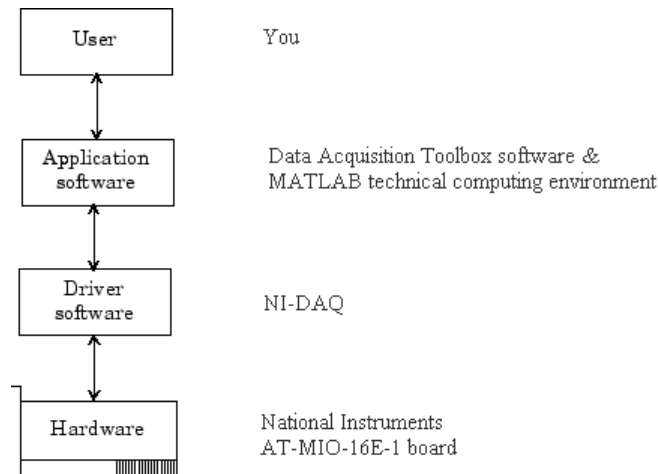 User
You
Application
software
Data Acquisition Toolbox software &
MATLAB technical computing environment
Driver
software
NI-DAQ
Hardware
National Instruments
AT-MIO-16E-1 board